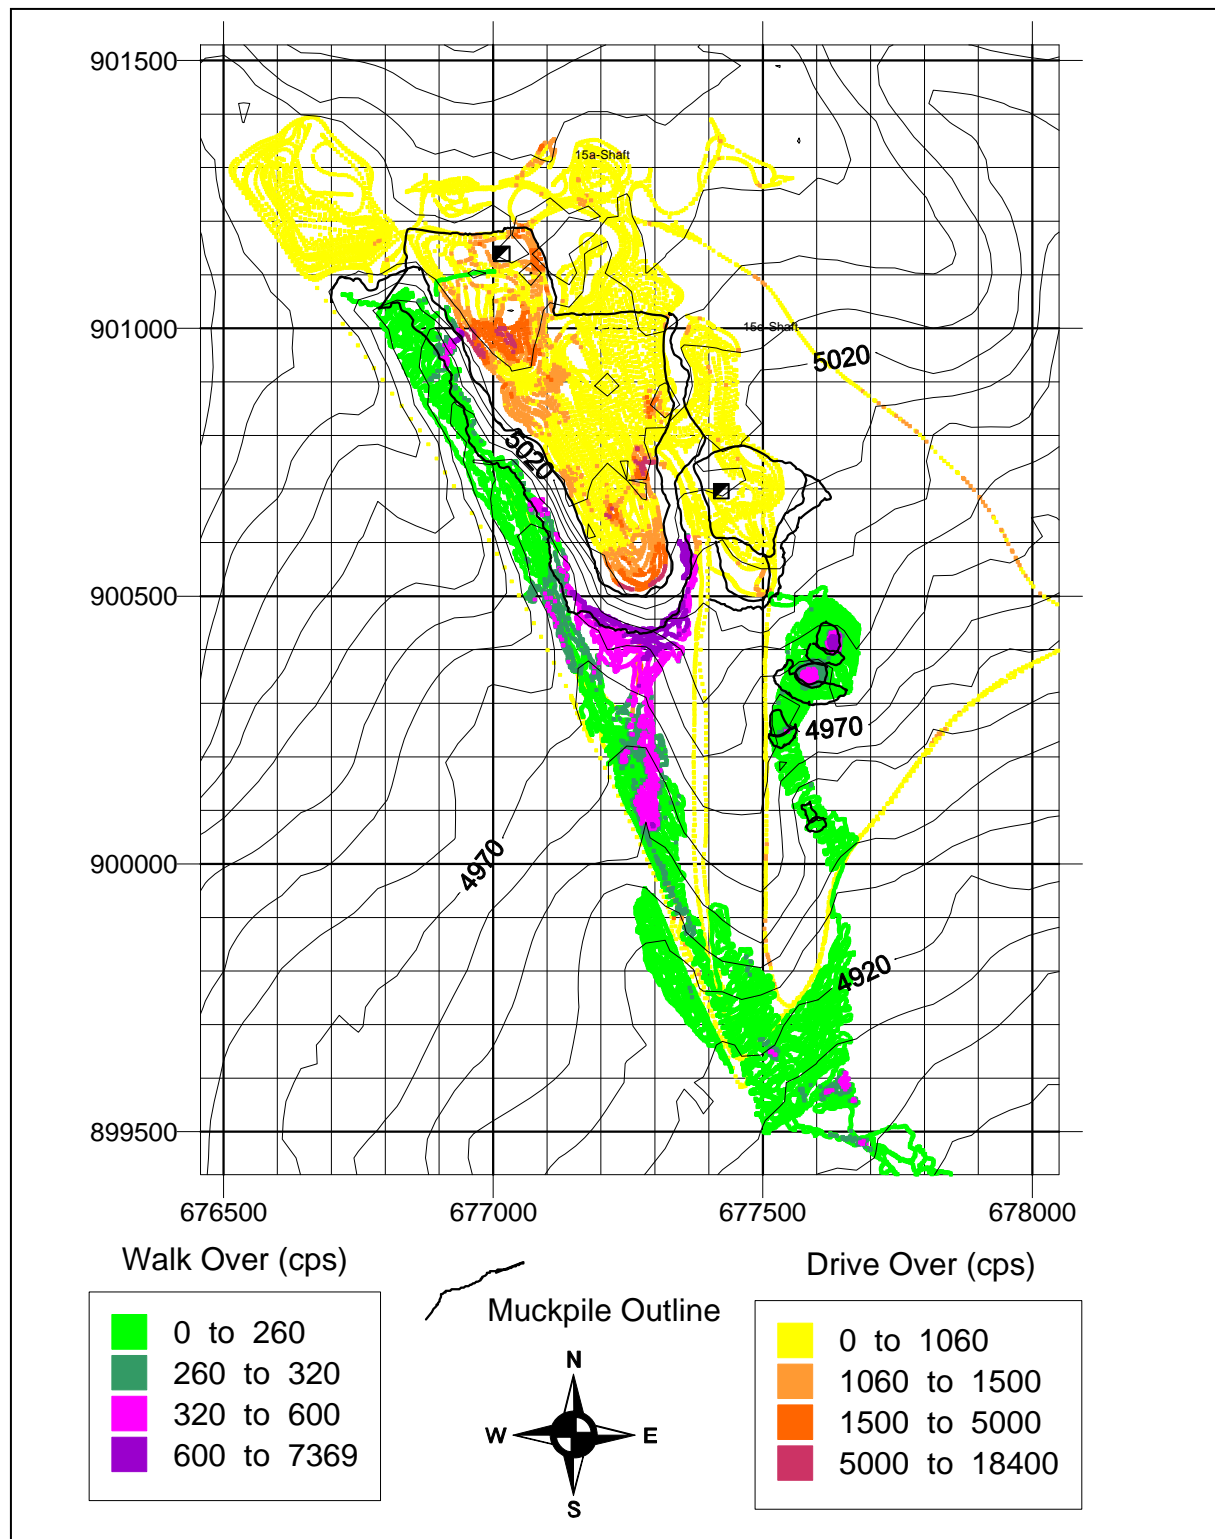 901500
15a-Shaft
901000
15e-Shaft
5020
5020
900500
4970
900000
4970
4920
899500
676500 677000 677500 678000
Walk Over (cps)
0 to 260
260 to 320
320 to 600
600 to 7369
Muckpile Outline
N
W E
S
Drive Over (cps)
0 to 1060
1060 to 1500
1500 to 5000
5000 to 18400